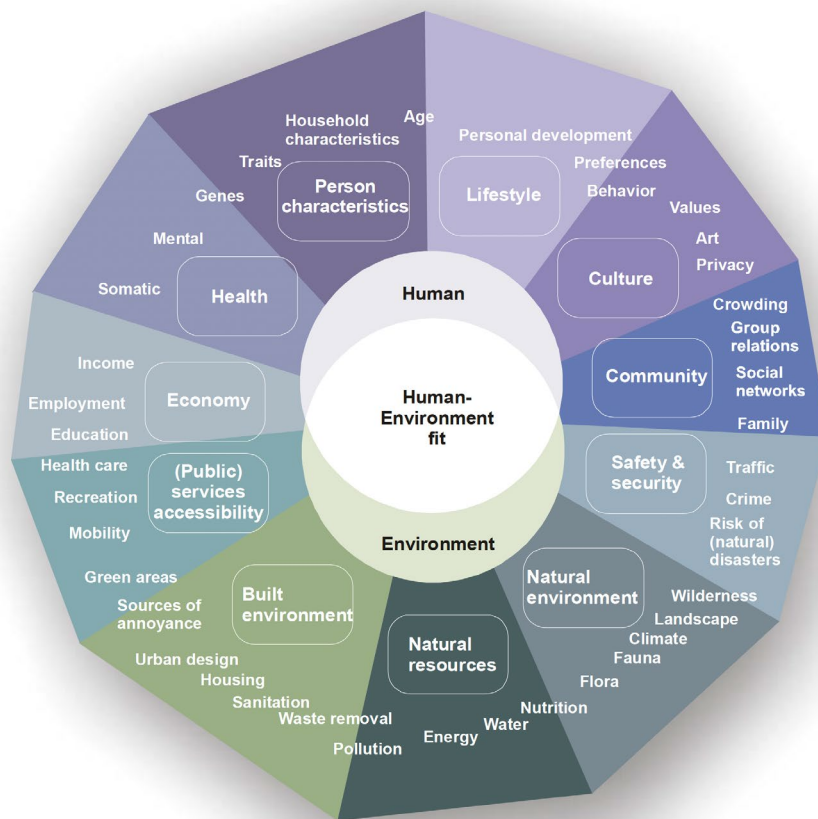 Age
Household
characteristics
Traits
Genes
Person
characteristics
Personal development
Preferences
Behavior
Lifestyle
Values
Art
Privacy
Culture
Mental
Somatic
Health
Human
Crowding
Group
relations
Social
networks
Family
Community
Income
Employment
Education
Economy
Human-
Environment
fit
Health care
Recreation
Mobility
(Public)
services
accessibility
Safety &
security
Traffic
Crime
Risk of
(natural)
disasters
Environment
Green areas
Sources of
annoyance
Urban design
Housing
Sanitation
Waste removal
Pollution
Built
environment
Natural
resources
Energy
Water
Nutrition
Natural
environment
Wilderness
Landscape
Climate
Fauna
Flora